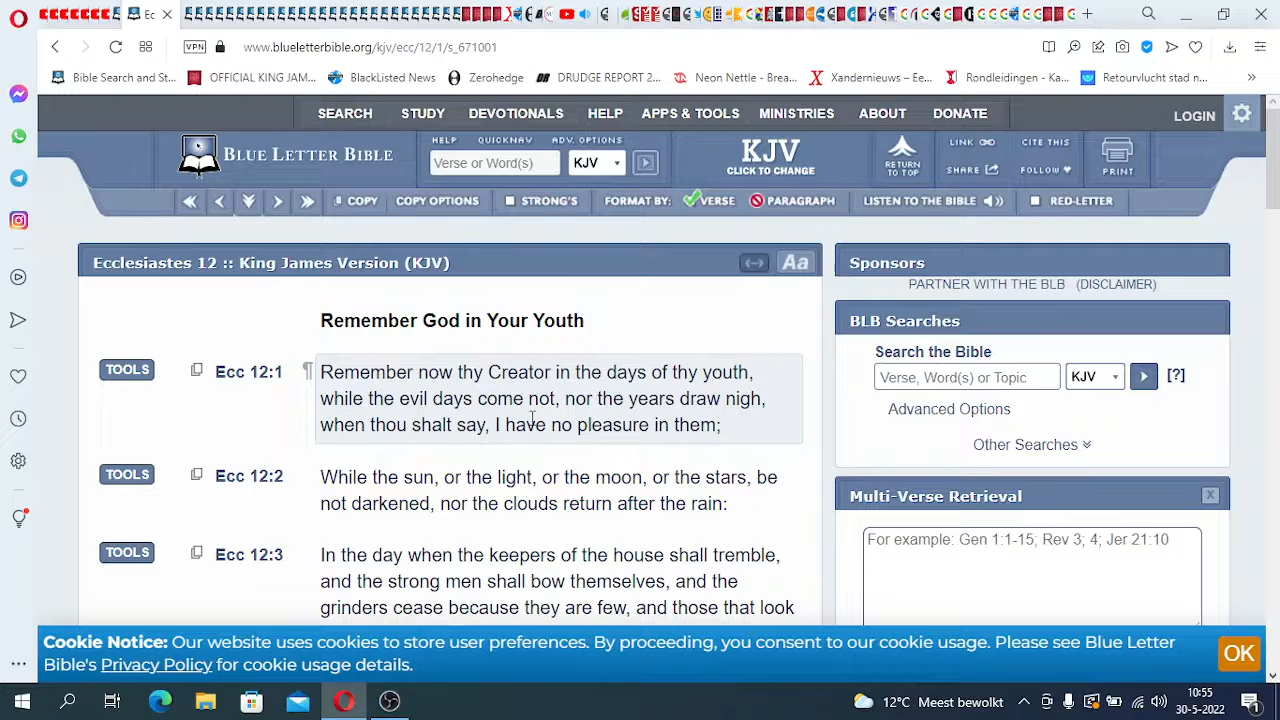 Ec
www.blueletterbible.org/kjv/ecc/12/1/s_671001
VPN
Bible Search and St...
OFFICIAL KING JAM...
BlackListed News
Zerohedge
DRUDGE REPORT 2...
Neon Nettle - Brea...
Xandernieuws – Ee...
Rondleidingen - Ka...
Retourvlucht stad n...
SEARCH STUDY DEVOTIONALS HELP APPS & TOOLS MINISTRIES ABOUT DONATE
LOGIN
BLUE LETTER BIBLE
HELP QUICKNAV ADV. OPTIONS
Verse or Word(s)
KJV
KJV
CLICK TO CHANGE
RETURN
TO TOP
LINK CITE THIS
SHARE FOLLOW
PRINT
COPY COPY OPTIONS STRONG'S FORMAT BY: VERSE PARAGRAPH LISTEN TO THE BIBLE RED-LETTER
Ecclesiastes 12 :: King James Version (KJV)
Aa
Remember God in Your Youth
TOOLS Ecc 12:1 ¶ Remember now thy Creator in the days of thy youth,
while the evil days come not, nor the years draw nigh,
when thou shalt say, I have no pleasure in them;
TOOLS Ecc 12:2 While the sun, or the light, or the moon, or the stars, be
not darkened, nor the clouds return after the rain:
TOOLS Ecc 12:3 In the day when the keepers of the house shall tremble,
and the strong men shall bow themselves, and the
grinders cease because they are few, and those that look
Sponsors
PARTNER WITH THE BLB (DISCLAIMER)
BLB Searches
Search the Bible
Verse, Word(s) or Topic
KJV
[?]
Advanced Options
Other Searches
Multi-Verse Retrieval
X
For example: Gen 1:1-15; Rev 3; 4; Jer 21:10
Cookie Notice: Our website uses cookies to store user preferences. By proceeding, you consent to our cookie usage. Please see Blue Letter
Bible's Privacy Policy for cookie usage details.
OK
12°C Meest bewolkt
10:55
30-5-2022